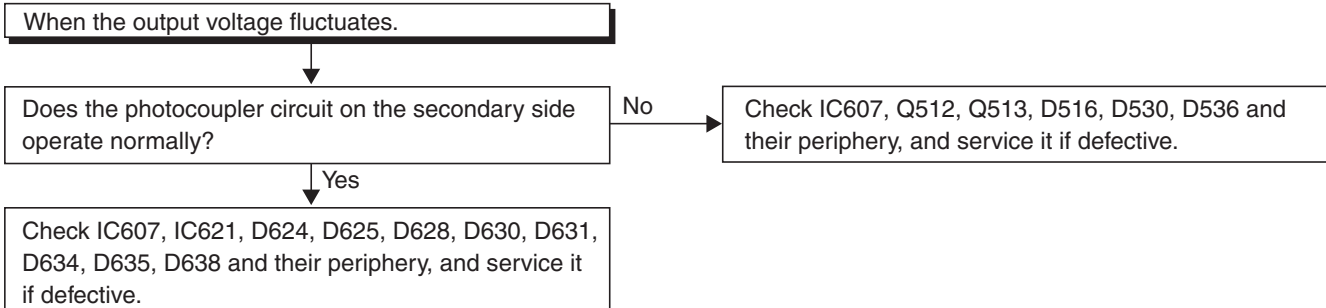 When the output voltage fluctuates.
Does the photocoupler circuit on the secondary side
operate normally?
No
Check IC607, Q512, Q513, D516, D530, D536 and
their periphery, and service it if defective.
Yes
Check IC607, IC621, D624, D625, D628, D630, D631,
D634, D635, D638 and their periphery, and service it
if defective.